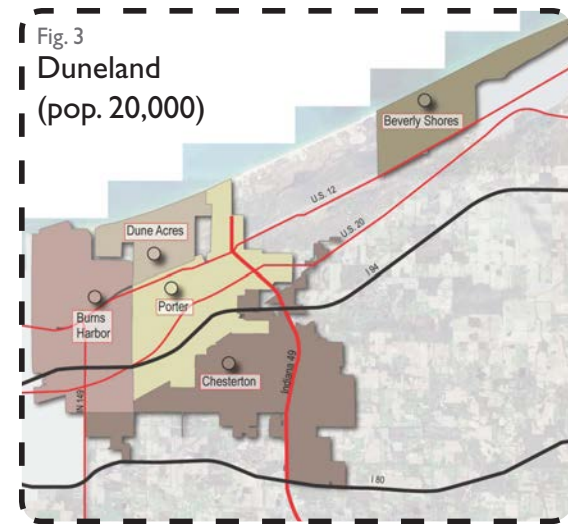 Fig. 3
Duneland
(pop. 20,000)
Beverly Shores
U.S. 12
Dune Acres
U.S. 20
I 94
Porter
Burns
Harbor
Chesterton
Indiana 49
IN 149
I 80